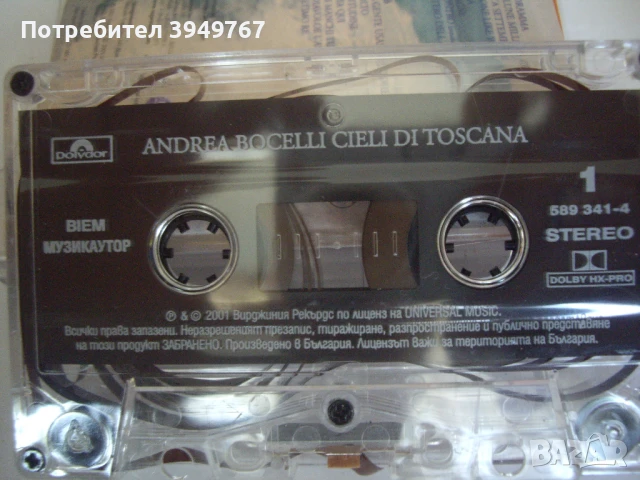 Потребител 3949767
polydor
ANDREA BOCELLI CIELI DI TOSCANA
1
BIEM
МУЗИКАУТОР
589 341-4
STEREO
DOLBY HX-PRO
℗ & © 2001 Вирджиния Рекърдс по лиценз на UNIVERSAL MUSIC.
Всички права запазени. Неразрешеният презапис, тиражиране, разпространение и публично представяне
на този продукт ЗАБРАНЕНО. Произведено в България. Лицензът Важи за територията на България.
BAZAR